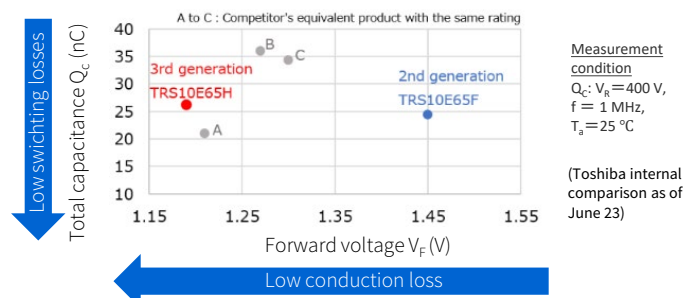 A to C : Competitor's equivalent product with the same rating
Low swichting losses
Total capacitance Q_C (nC)
40
35
30
25
20
15
10
B
C
3rd generation
TRS10E65H
A
2nd generation
TRS10E65F
1.15
1.25
1.35
1.45
1.55
Forward voltage V_F (V)
Low conduction loss
Measurement
condition
Q_C: V_R＝400 V,
f = 1 MHz,
T_a＝25 ℃
(Toshiba internal
comparison as of
June 23)